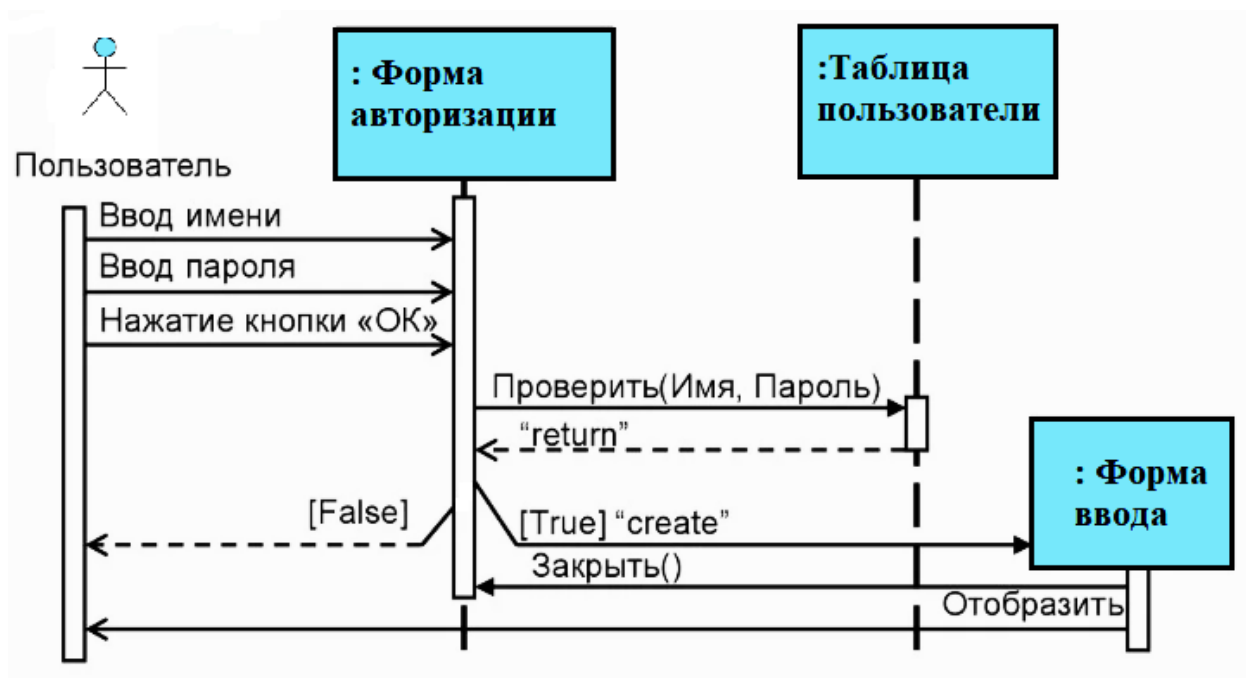 : Форма
авторизации
:Таблица
пользователи
Пользователь
Ввод имени
Ввод пароля
Нажатие кнопки «ОК»
Проверить(Имя, Пароль)
“return”
: Форма
ввода
[False]
[True] “create”
Закрыть()
Отобразить